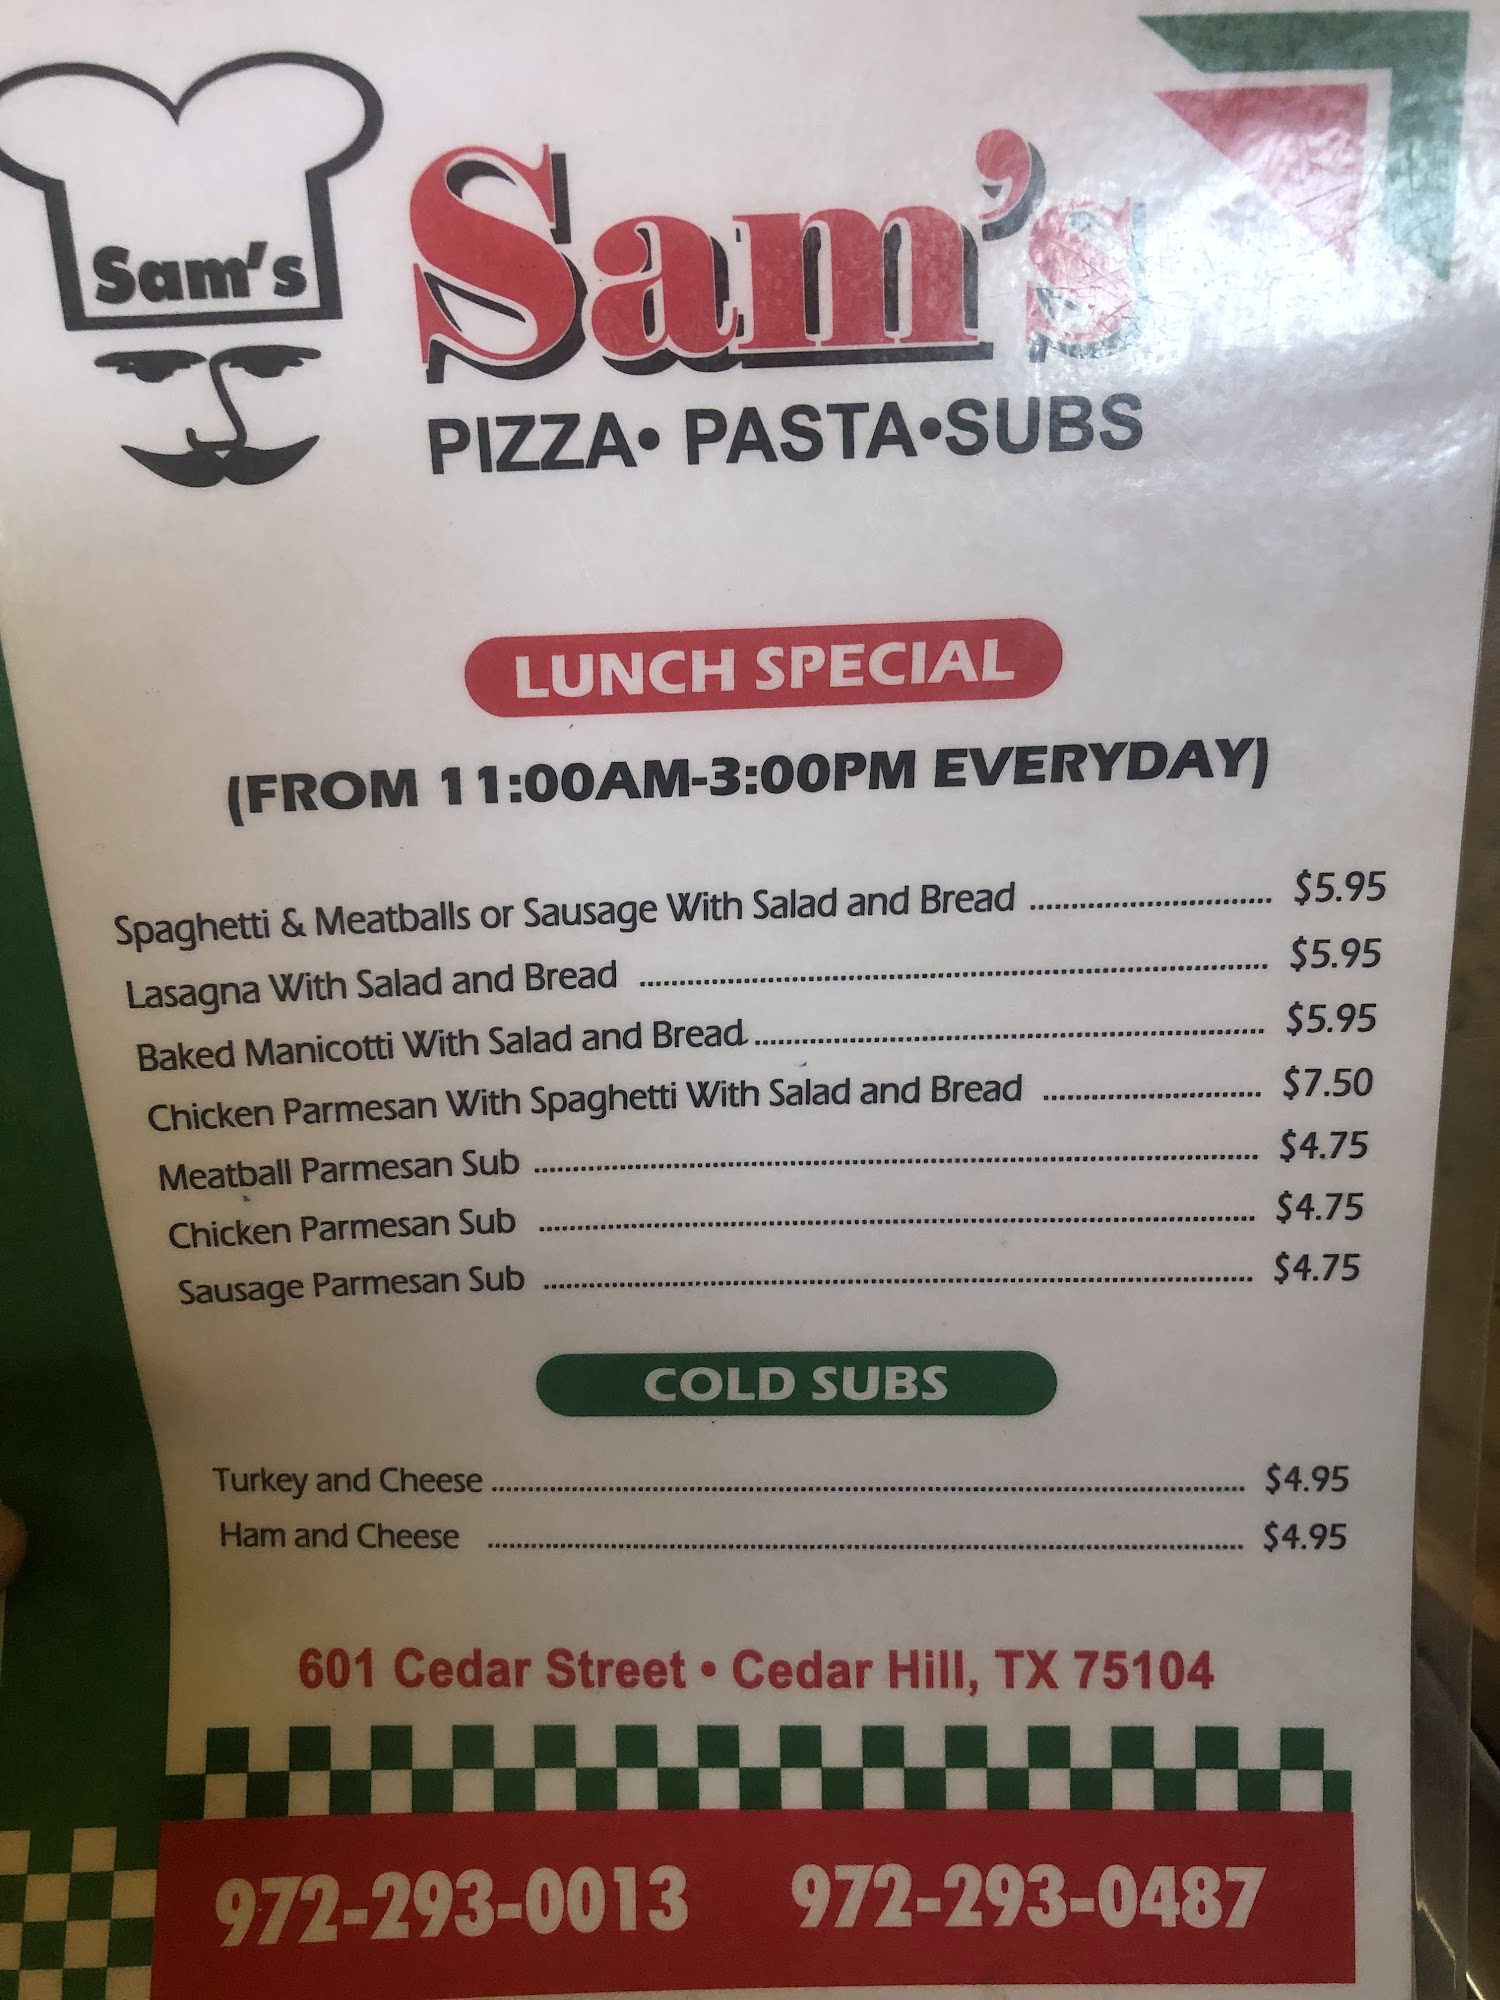 Sam's
Sam's
PIZZA• PASTA•SUBS
LUNCH SPECIAL
(FROM 11:00AM-3:00PM EVERYDAY)
Spaghetti & Meatballs or Sausage With Salad and Bread ........................... $5.95
Lasagna With Salad and Bread ........................... $5.95
Baked Manicotti With Salad and Bread ........................... $5.95
Chicken Parmesan With Spaghetti With Salad and Bread ........................... $7.50
Meatball Parmesan Sub ........................... $4.75
Chicken Parmesan Sub ........................... $4.75
Sausage Parmesan Sub ........................... $4.75
COLD SUBS
Turkey and Cheese ........................... $4.95
Ham and Cheese ........................... $4.95
601 Cedar Street • Cedar Hill, TX 75104
972-293-0013 972-293-0487